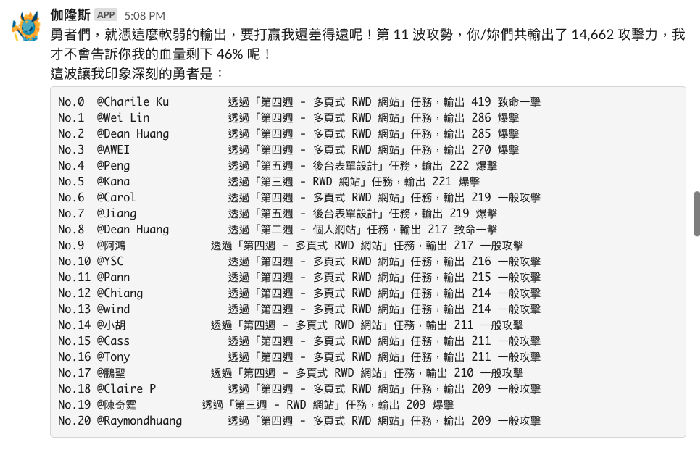 伽隆斯 APP 5:08 PM
勇者們，就憑這麼軟弱的輸出，要打贏我還差得遠呢！第 11 波攻勢，你/妳們共輸出了 14,662 攻擊力，我
才不會告訴你我的血量剩下 46% 呢！
這波讓我印象深刻的勇者是：
No.0 @Charile Ku 透過「第四週 - 多頁式 RWD 網站」任務，輸出 419 致命一擊
No.1 @Wei Lin 透過「第四週 - 多頁式 RWD 網站」任務，輸出 286 爆擊
No.2 @Dean Huang 透過「第四週 - 多頁式 RWD 網站」任務，輸出 285 爆擊
No.3 @AWEI 透過「第四週 - 多頁式 RWD 網站」任務，輸出 270 爆擊
No.4 @Peng 透過「第五週 - 後台表單設計」任務，輸出 222 爆擊
No.5 @Kana 透過「第三週 - RWD 網站」任務，輸出 221 爆擊
No.6 @Carol 透過「第四週 - 多頁式 RWD 網站」任務，輸出 219 一般攻擊
No.7 @Jiang 透過「第五週 - 後台表單設計」任務，輸出 219 爆擊
No.8 @Dean Huang 透過「第二週 - 個人網站」任務，輸出 217 致命一擊
No.9 @阿鴻 透過「第四週 - 多頁式 RWD 網站」任務，輸出 217 一般攻擊
No.10 @YSC 透過「第四週 - 多頁式 RWD 網站」任務，輸出 216 一般攻擊
No.11 @Pann 透過「第四週 - 多頁式 RWD 網站」任務，輸出 215 一般攻擊
No.12 @Chiang 透過「第四週 - 多頁式 RWD 網站」任務，輸出 214 一般攻擊
No.13 @wind 透過「第四週 - 多頁式 RWD 網站」任務，輸出 214 一般攻擊
No.14 @小胡 透過「第四週 - 多頁式 RWD 網站」任務，輸出 211 一般攻擊
No.15 @Cass 透過「第四週 - 多頁式 RWD 網站」任務，輸出 211 一般攻擊
No.16 @Tony 透過「第四週 - 多頁式 RWD 網站」任務，輸出 211 一般攻擊
No.17 @鵬聖 透過「第四週 - 多頁式 RWD 網站」任務，輸出 210 一般攻擊
No.18 @Claire P 透過「第四週 - 多頁式 RWD 網站」任務，輸出 209 一般攻擊
No.19 @陳奇霆 透過「第三週 - RWD 網站」任務，輸出 209 爆擊
No.20 @Raymondhuang 透過「第四週 - 多頁式 RWD 網站」任務，輸出 209 一般攻擊